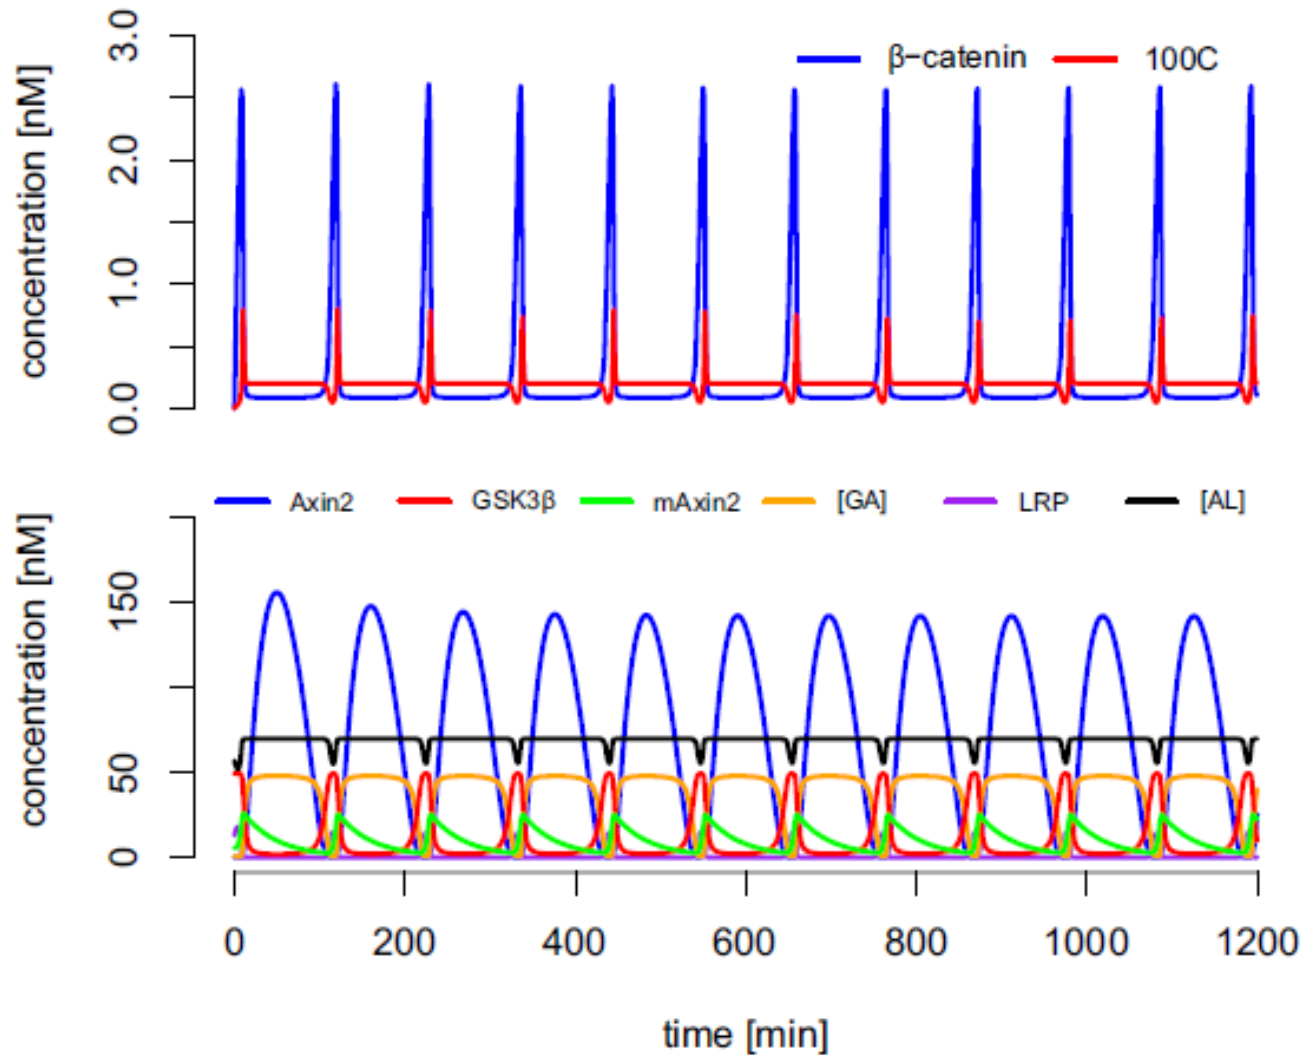 concentration [nM]
3.0
2.0
1.0
0.0
β−catenin 100C
Axin2 GSK3β mAxin2 [GA] LRP [AL]
concentration [nM]
150
50
0
0 200 400 600 800 1000 1200
time [min]